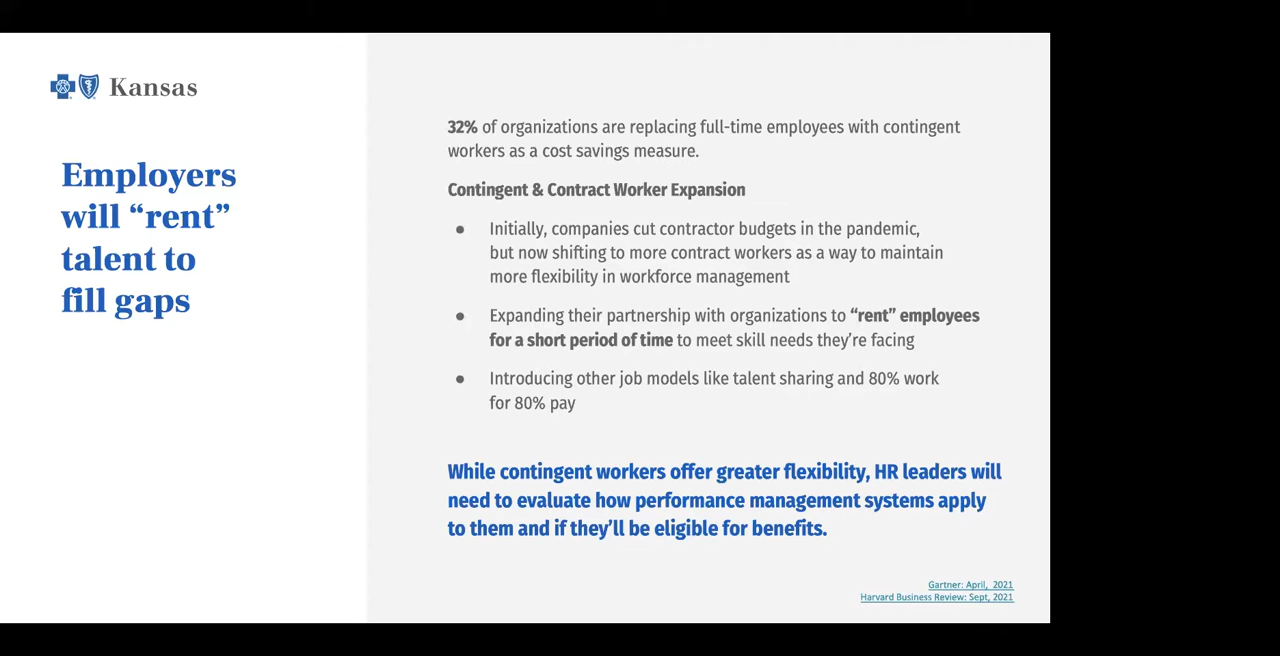 Kansas
Employers
will “rent”
talent to
fill gaps
32% of organizations are replacing full-time employees with contingent
workers as a cost savings measure.
Contingent & Contract Worker Expansion
● Initially, companies cut contractor budgets in the pandemic,
but now shifting to more contract workers as a way to maintain
more flexibility in workforce management
● Expanding their partnership with organizations to “rent” employees
for a short period of time to meet skill needs they’re facing
● Introducing other job models like talent sharing and 80% work
for 80% pay
While contingent workers offer greater flexibility, HR leaders will
need to evaluate how performance management systems apply
to them and if they’ll be eligible for benefits.
Gartner: April, 2021
Harvard Business Review: Sept, 2021